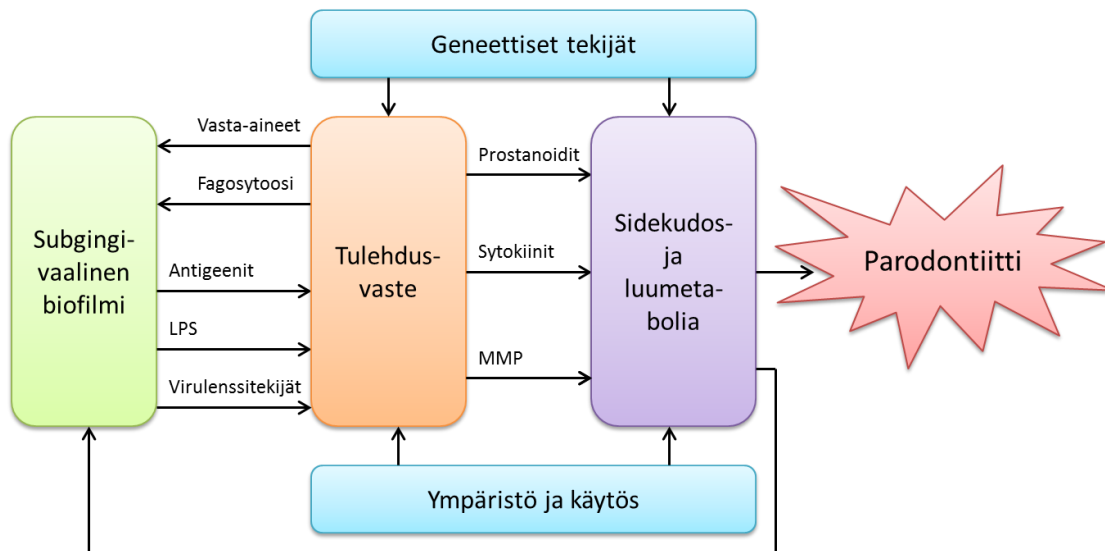 Geneettiset tekijät
Vasta-aineet
Fagosytoosi
Subgingi-
vaalinen
biofilmi
Antigeenit
LPS
Virulenssitekijät
Tulehdus-
vaste
Prostanoidit
Sytokiinit
MMP
Sidekudos-
ja
luumeta-
bolia
Parodontiitti
Ympäristö ja käytös